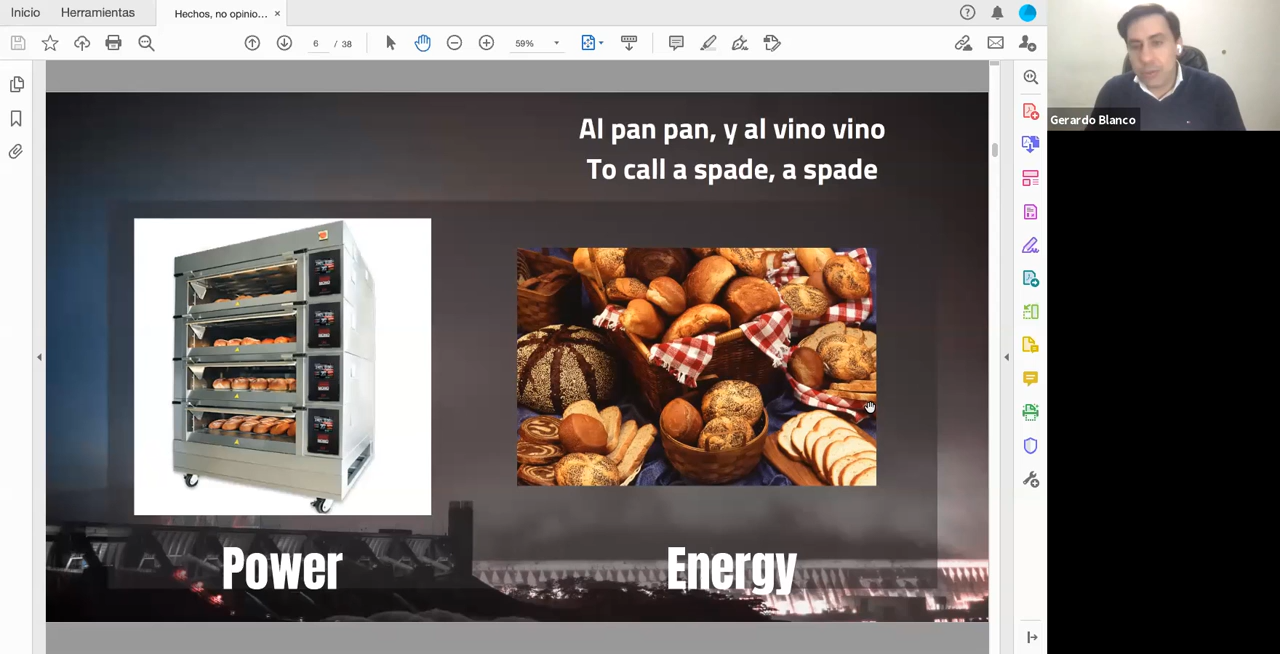 Inicio
Herramientas
Hechos, no opinio...
6
/ 38
59%
Gerardo Blanco
Al pan pan, y al vino vino
To call a spade, a spade
Power
Energy